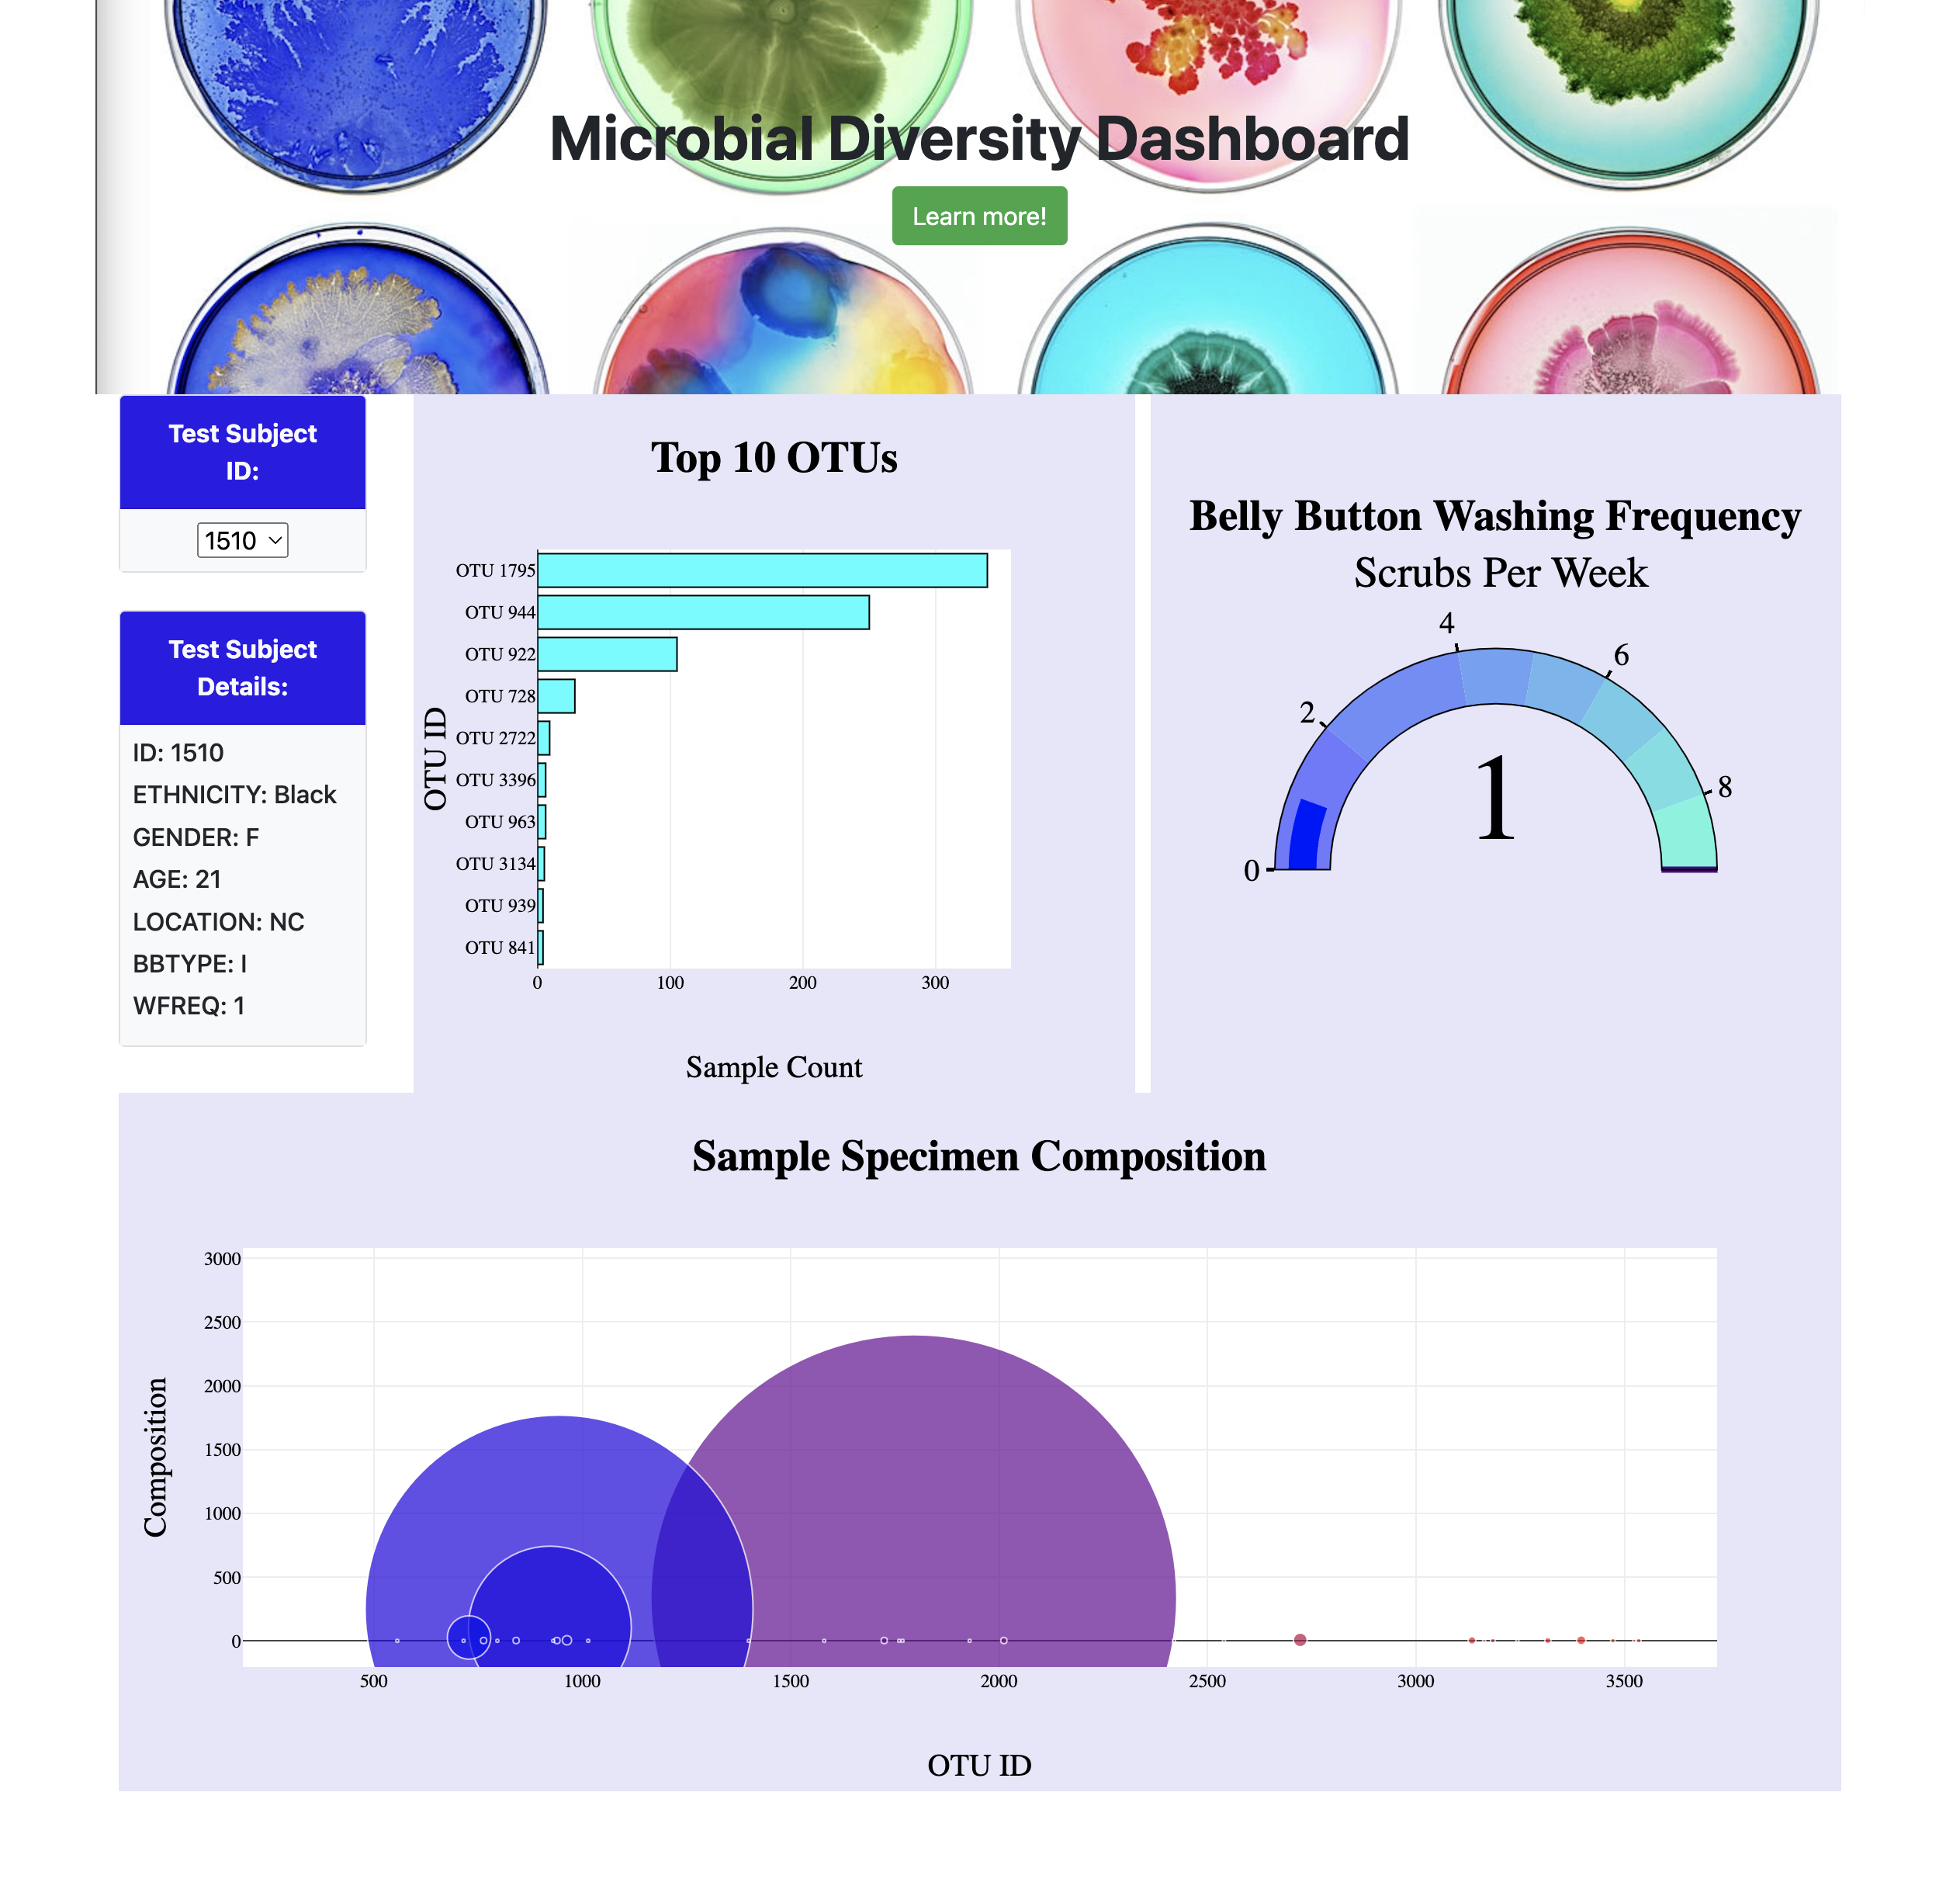 Microbial Diversity Dashboard
Learn more!
Test Subject
ID:
1510
Test Subject
Details:
ID: 1510
ETHNICITY: Black
GENDER: F
AGE: 21
LOCATION: NC
BBTYPE: I
WFREQ: 1
Top 10 OTUs
OTU ID
OTU 1795
OTU 944
OTU 922
OTU 728
OTU 2722
OTU 3396
OTU 963
OTU 3134
OTU 939
OTU 841
0 100 200 300
Sample Count
Belly Button Washing Frequency
Scrubs Per Week
0
2
4
6
8
1
Sample Specimen Composition
Composition
3000
2500
2000
1500
1000
500
0
500 1000 1500 2000 2500 3000 3500
OTU ID